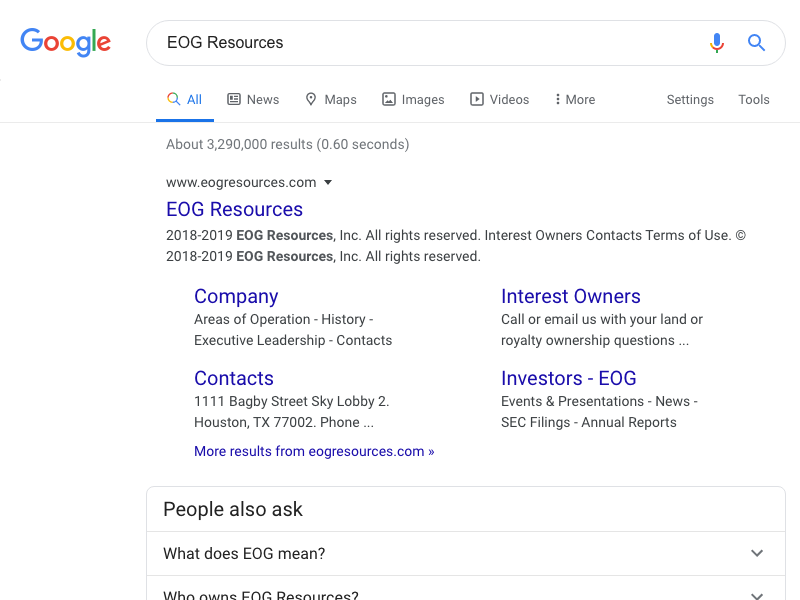 Google
EOG Resources
All News Maps Images Videos More Settings Tools
About 3,290,000 results (0.60 seconds)
www.eogresources.com
EOG Resources
2018-2019 EOG Resources, Inc. All rights reserved. Interest Owners Contacts Terms of Use. ©
2018-2019 EOG Resources, Inc. All rights reserved.
Company
Areas of Operation - History -
Executive Leadership - Contacts
Interest Owners
Call or email us with your land or
royalty ownership questions ...
Contacts
1111 Bagby Street Sky Lobby 2.
Houston, TX 77002. Phone ...
Investors - EOG
Events & Presentations - News -
SEC Filings - Annual Reports
More results from eogresources.com »
People also ask
What does EOG mean?
Who owns EOG Resources?